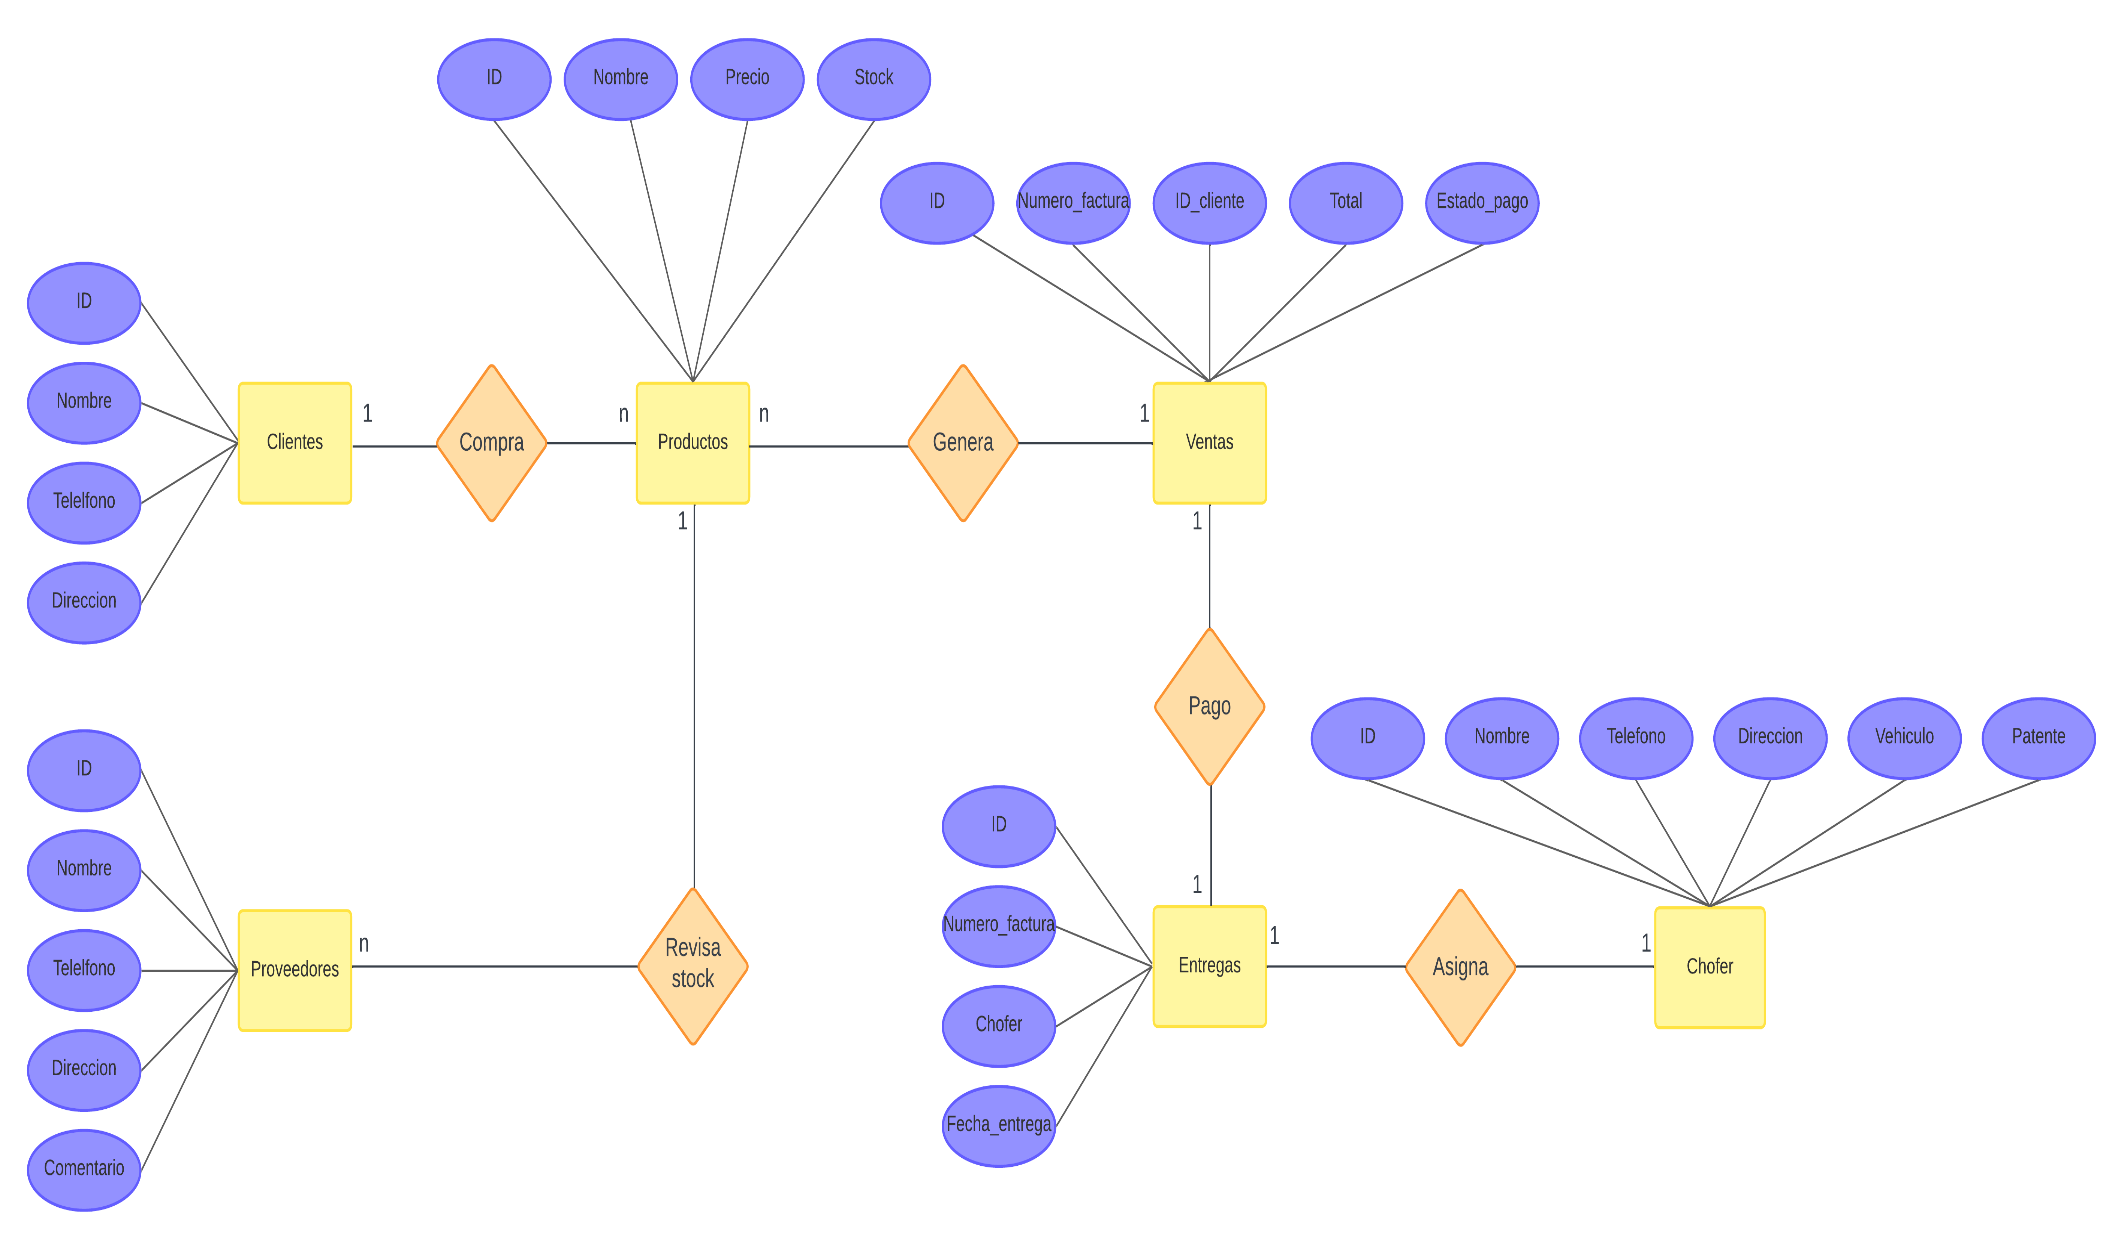 ID
Nombre
Precio
Stock
ID
Numero_factura
ID_cliente
Total
Estado_pago
ID
Nombre
Telelfono
Direccion
Clientes
1
Compra
n
Productos
n
Genera
1
Ventas
1
1
Pago
1
ID
Nombre
Telelfono
Direccion
Comentario
Proveedores
n
Revisa
stock
ID
Numero_factura
Chofer
Fecha_entrega
Entregas
1
Asigna
1
Chofer
ID
Nombre
Telefono
Direccion
Vehiculo
Patente